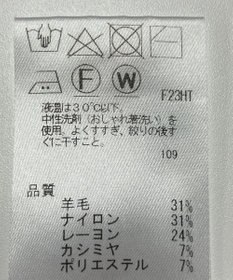 F W
F23HT
液温は30℃以下。
中性洗剤(おしゃれ着洗い)を
使用。よくすすぎ、絞りの後す
ぐに干すこと。
109
品質
羊毛 31%
ナイロン 31%
レーヨン 24%
カシミヤ 7%
ポリエステル 7%